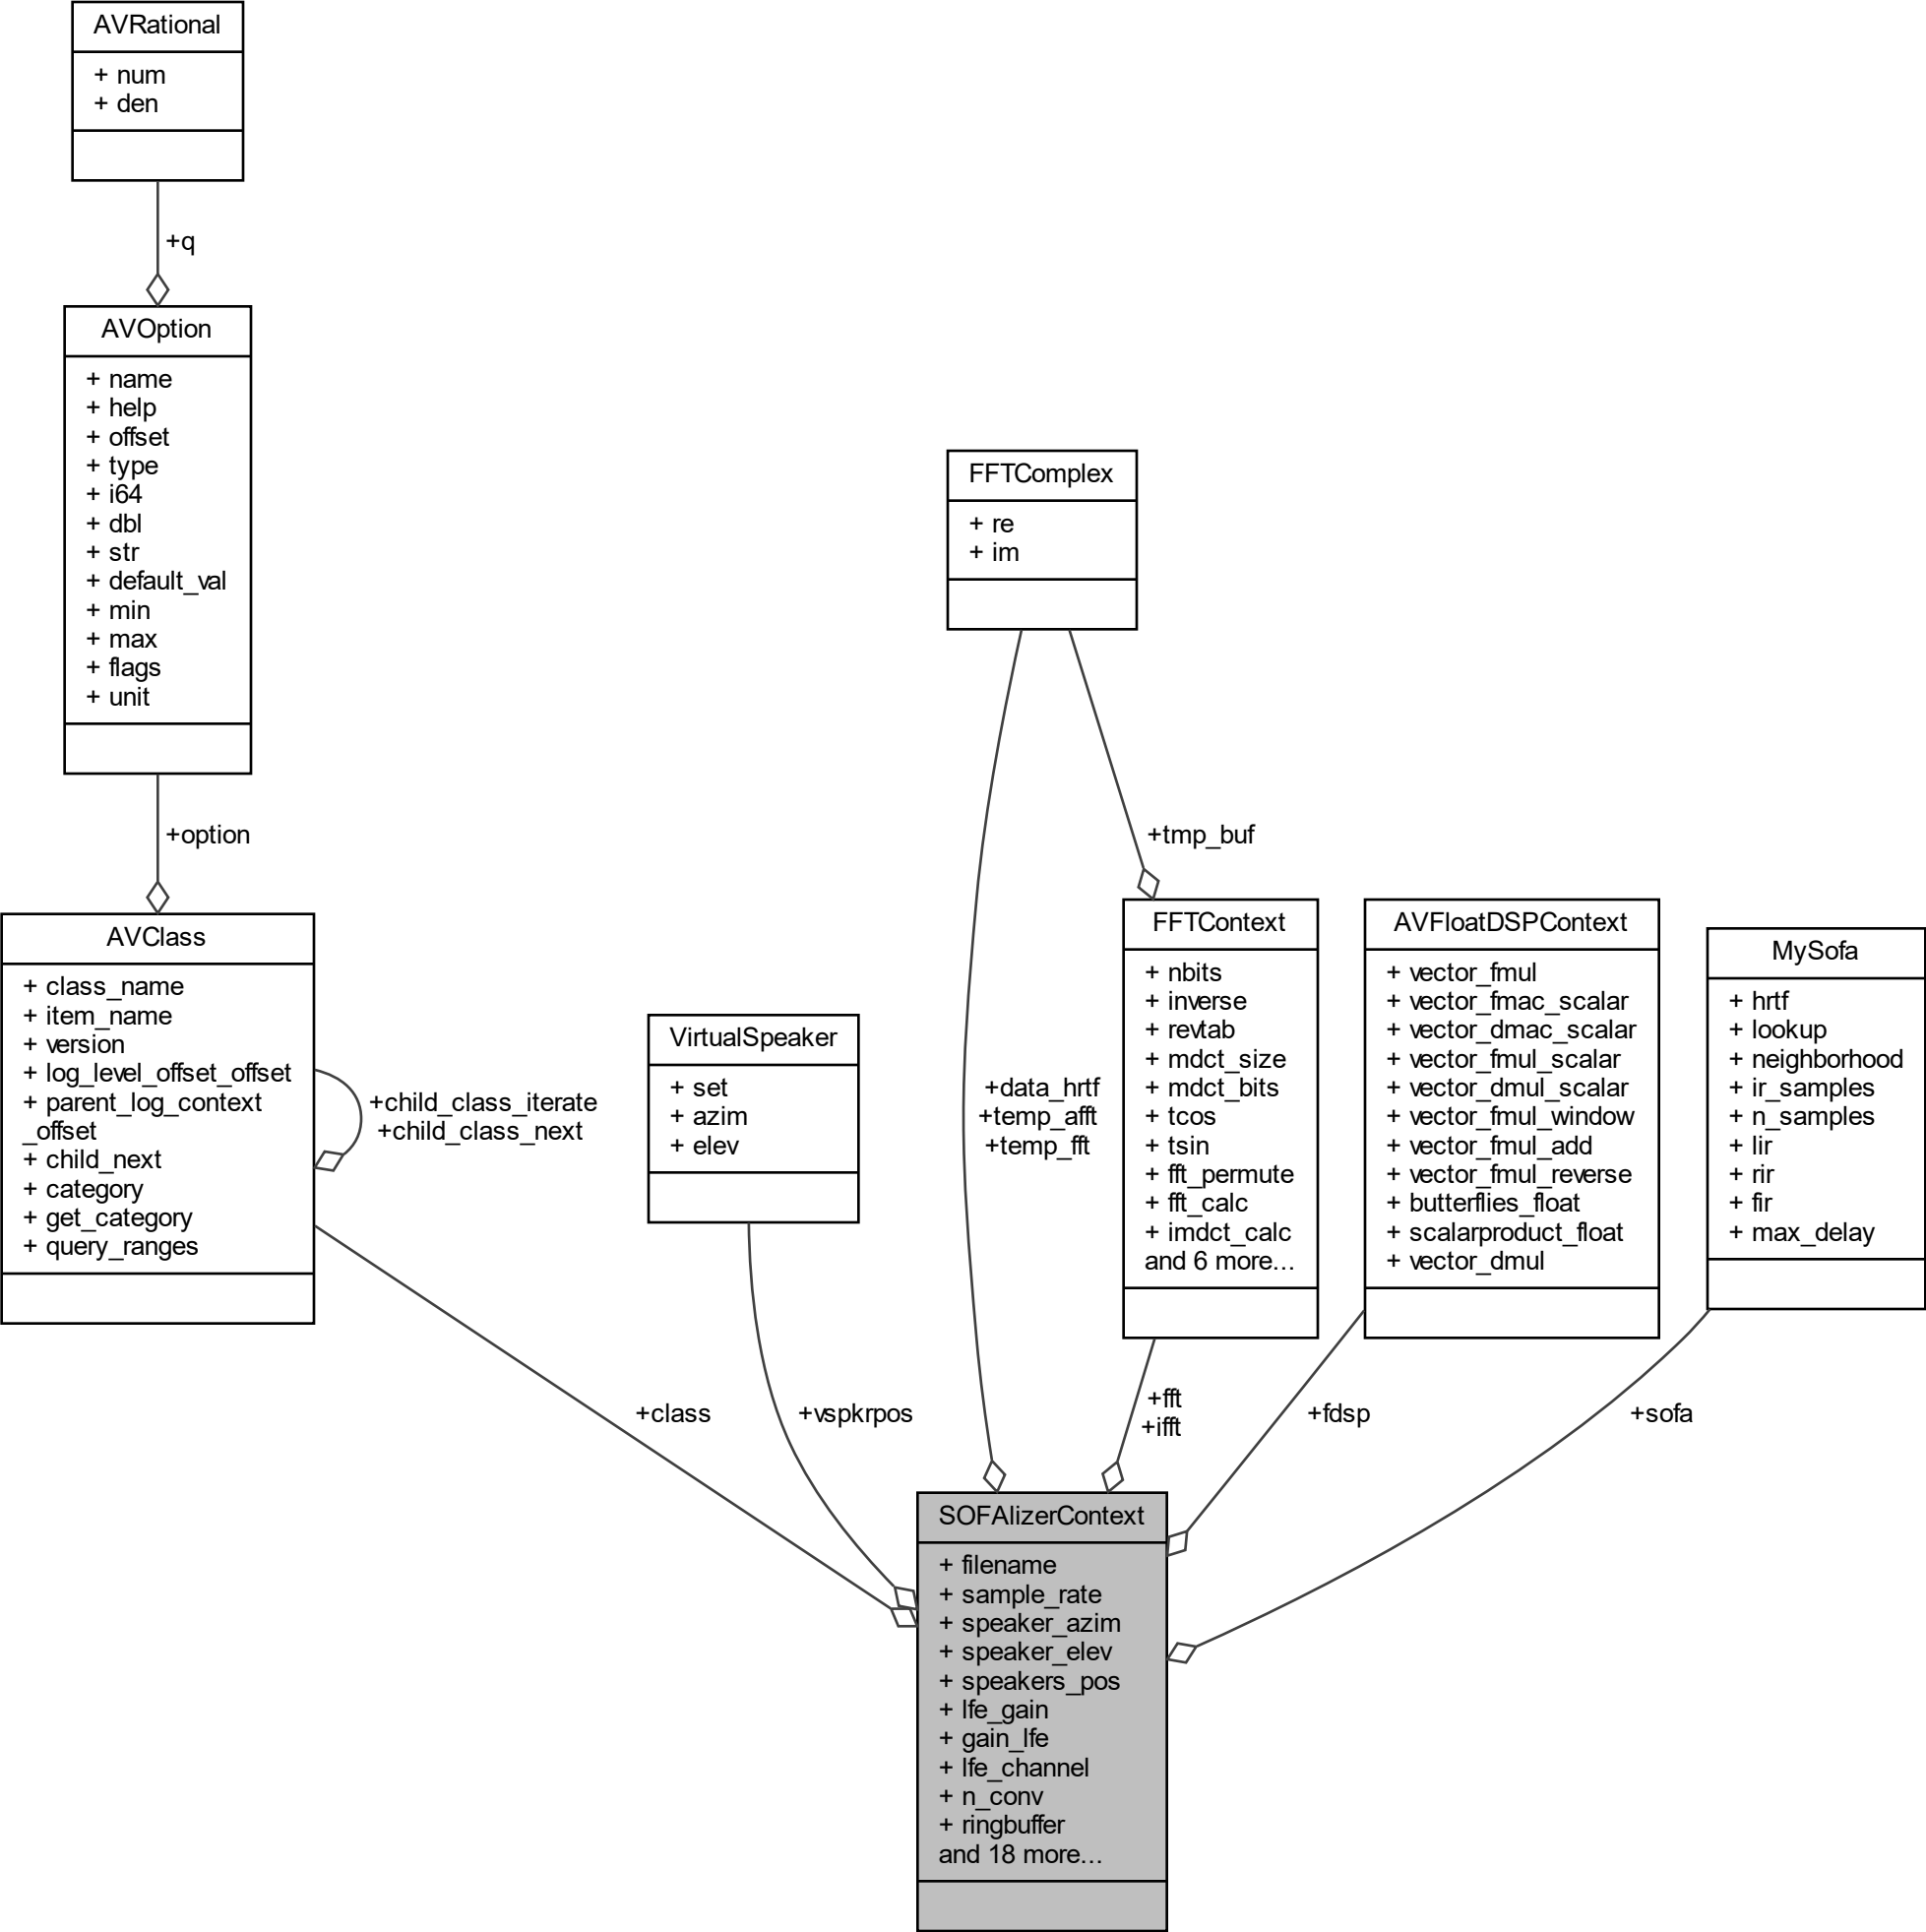 AVRational
+ num
+ den
+q
AVOption
+ name
+ help
+ offset
+ type
+ i64
+ dbl
+ str
+ default_val
+ min
+ max
+ flags
+ unit
+option
AVClass
+ class_name
+ item_name
+ version
+ log_level_offset_offset
+ parent_log_context
_offset
+ child_next
+ category
+ get_category
+ query_ranges
+child_class_iterate
+child_class_next
+class
VirtualSpeaker
+ set
+ azim
+ elev
+vspkrpos
FFTComplex
+ re
+ im
+data_hrtf
+temp_afft
+temp_fft
+tmp_buf
FFTContext
+ nbits
+ inverse
+ revtab
+ mdct_size
+ mdct_bits
+ tcos
+ tsin
+ fft_permute
+ fft_calc
+ imdct_calc
and 6 more...
+fft
+ifft
AVFloatDSPContext
+ vector_fmul
+ vector_fmac_scalar
+ vector_dmac_scalar
+ vector_fmul_scalar
+ vector_dmul_scalar
+ vector_fmul_window
+ vector_fmul_add
+ vector_fmul_reverse
+ butterflies_float
+ scalarproduct_float
+ vector_dmul
+fdsp
MySofa
+ hrtf
+ lookup
+ neighborhood
+ ir_samples
+ n_samples
+ lir
+ rir
+ fir
+ max_delay
+sofa
SOFAlizerContext
+ filename
+ sample_rate
+ speaker_azim
+ speaker_elev
+ speakers_pos
+ lfe_gain
+ gain_lfe
+ lfe_channel
+ n_conv
+ ringbuffer
and 18 more...